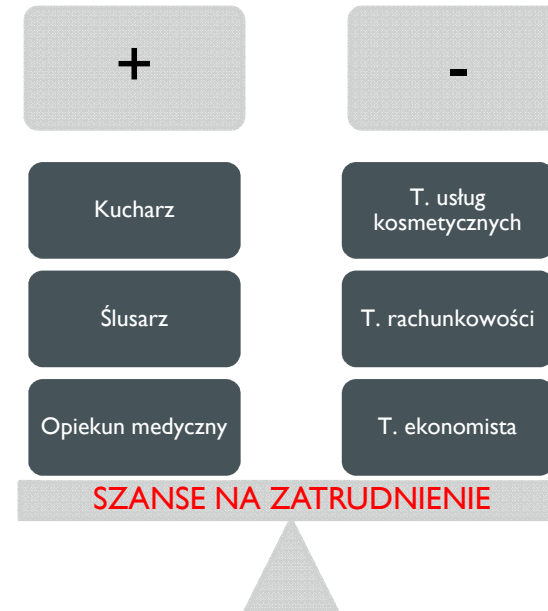 +
-
Kucharz
Ślusarz
Opiekun medyczny
T. usług
kosmetycznych
T. rachunkowości
T. ekonomista
SZANSE NA ZATRUDNIENIE